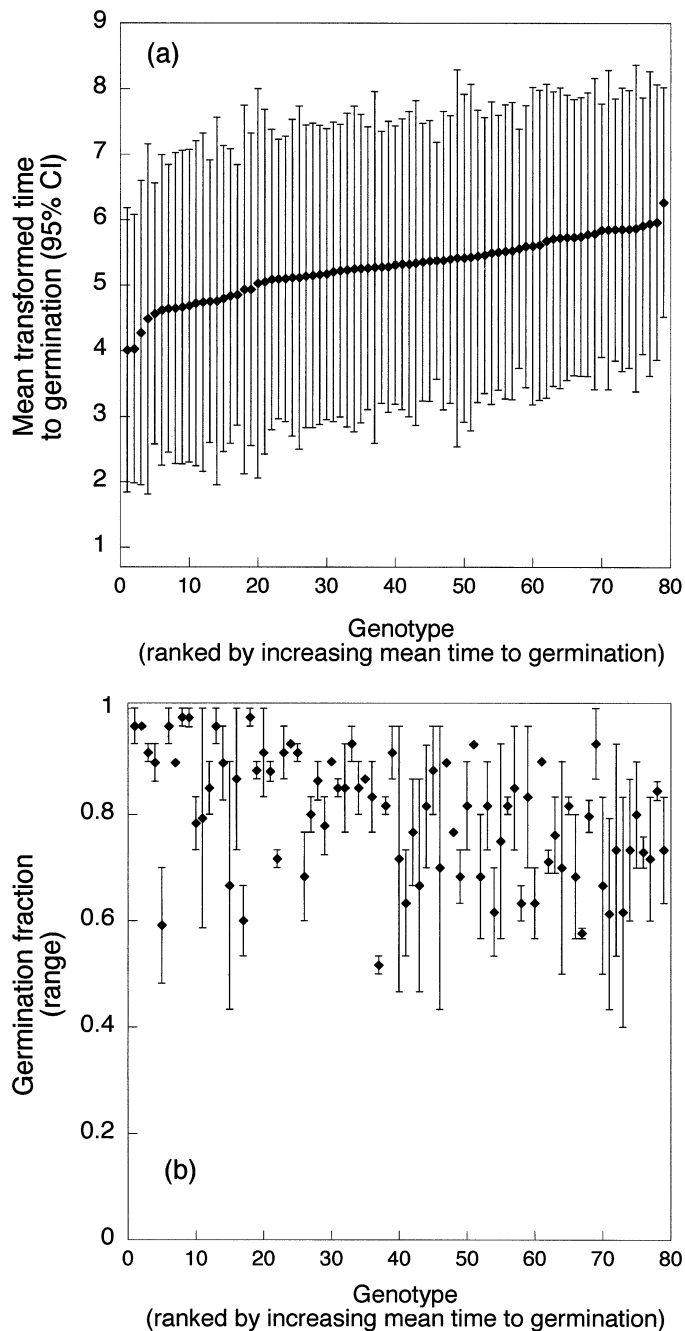 (a)
Mean transformed time
to germination (95% CI)
9
8
7
6
5
4
3
2
1
0 10 20 30 40 50 60 70 80
Genotype
(ranked by increasing mean time to germination)
(b)
Germination fraction
(range)
1
0.8
0.6
0.4
0.2
0
0 10 20 30 40 50 60 70 80
Genotype
(ranked by increasing mean time to germination)